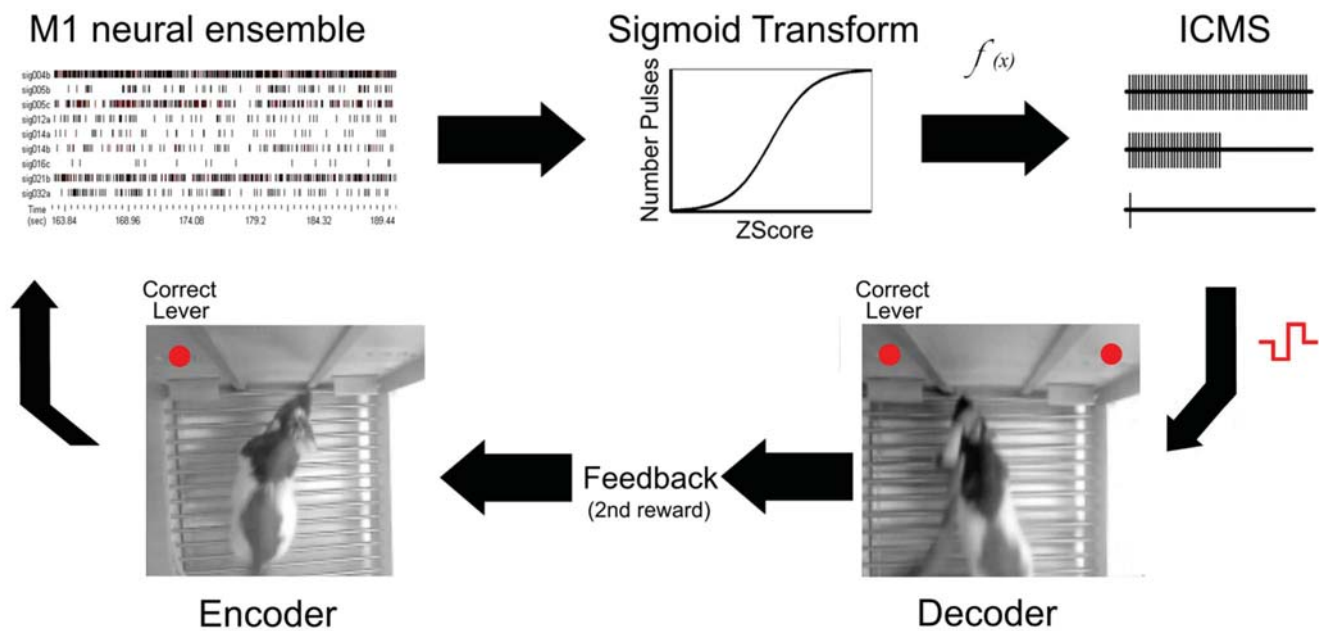 M1 neural ensemble
sig004b
sig005b
sig005c
sig012a
sig014a
sig014b
sig016c
sig021b
sig032a
Time
(sec)
163.84 168.96 174.08 179.2 184.32 189.44
Sigmoid Transform
Number Pulses
ZScore
f (x)
ICMS
Correct
Lever
Encoder
Feedback
(2nd reward)
Correct
Lever
Decoder